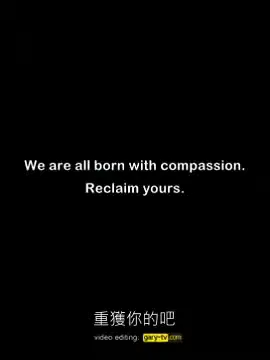 We are all born with compassion.
Reclaim yours.
重獲你的吧
video editing: gary-tv.com